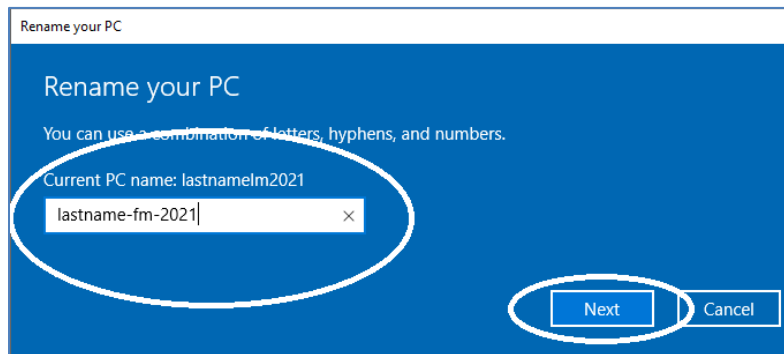 Rename your PC
Rename your PC
You can use a combination of letters, hyphens, and numbers.
Current PC name: lastnamelm2021
lastname-fm-2021
Next Cancel